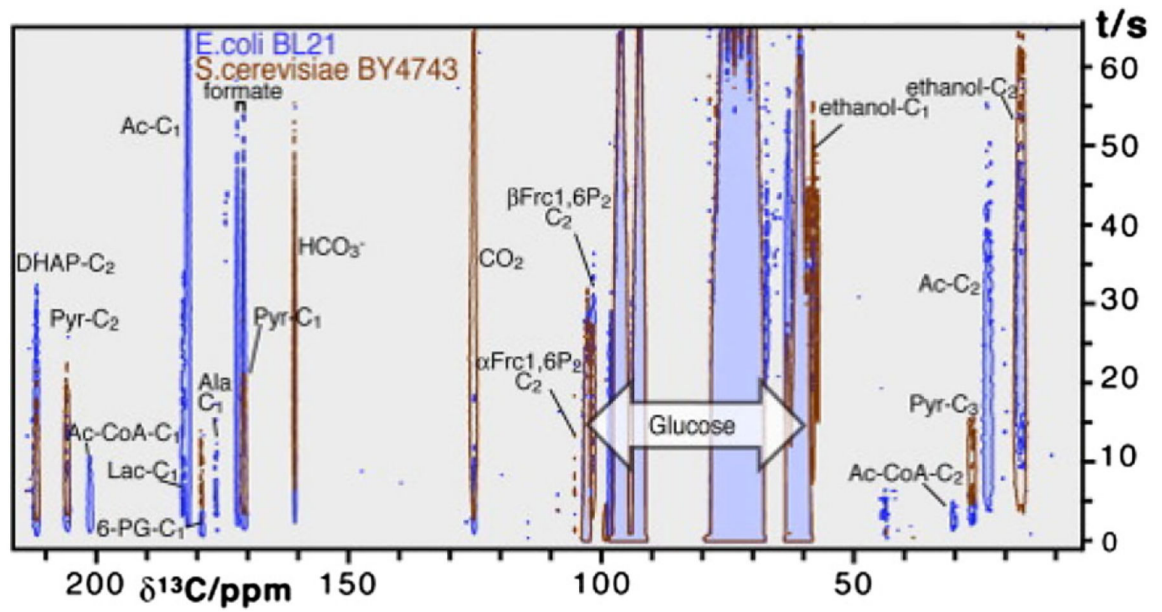 t/s
E.coli BL21
S.cerevisiae BY4743
formate
Ac-C₁
ethanol-C₂
ethanol-C₁
βFrc1,6P₂
C₂
HCO₃⁻
CO₂
DHAP-C₂
Pyr-C₂
Pyr-C₁
Ac-C₂
αFrc1,6P₂
C₂
Ala
C₁
Pyr-C₃
Glucose
Ac-CoA-C₁
Lac-C₁
6-PG-C₁
Ac-CoA-C₂
60
50
40
30
20
10
0
200 δ¹³C/ppm 150 100 50